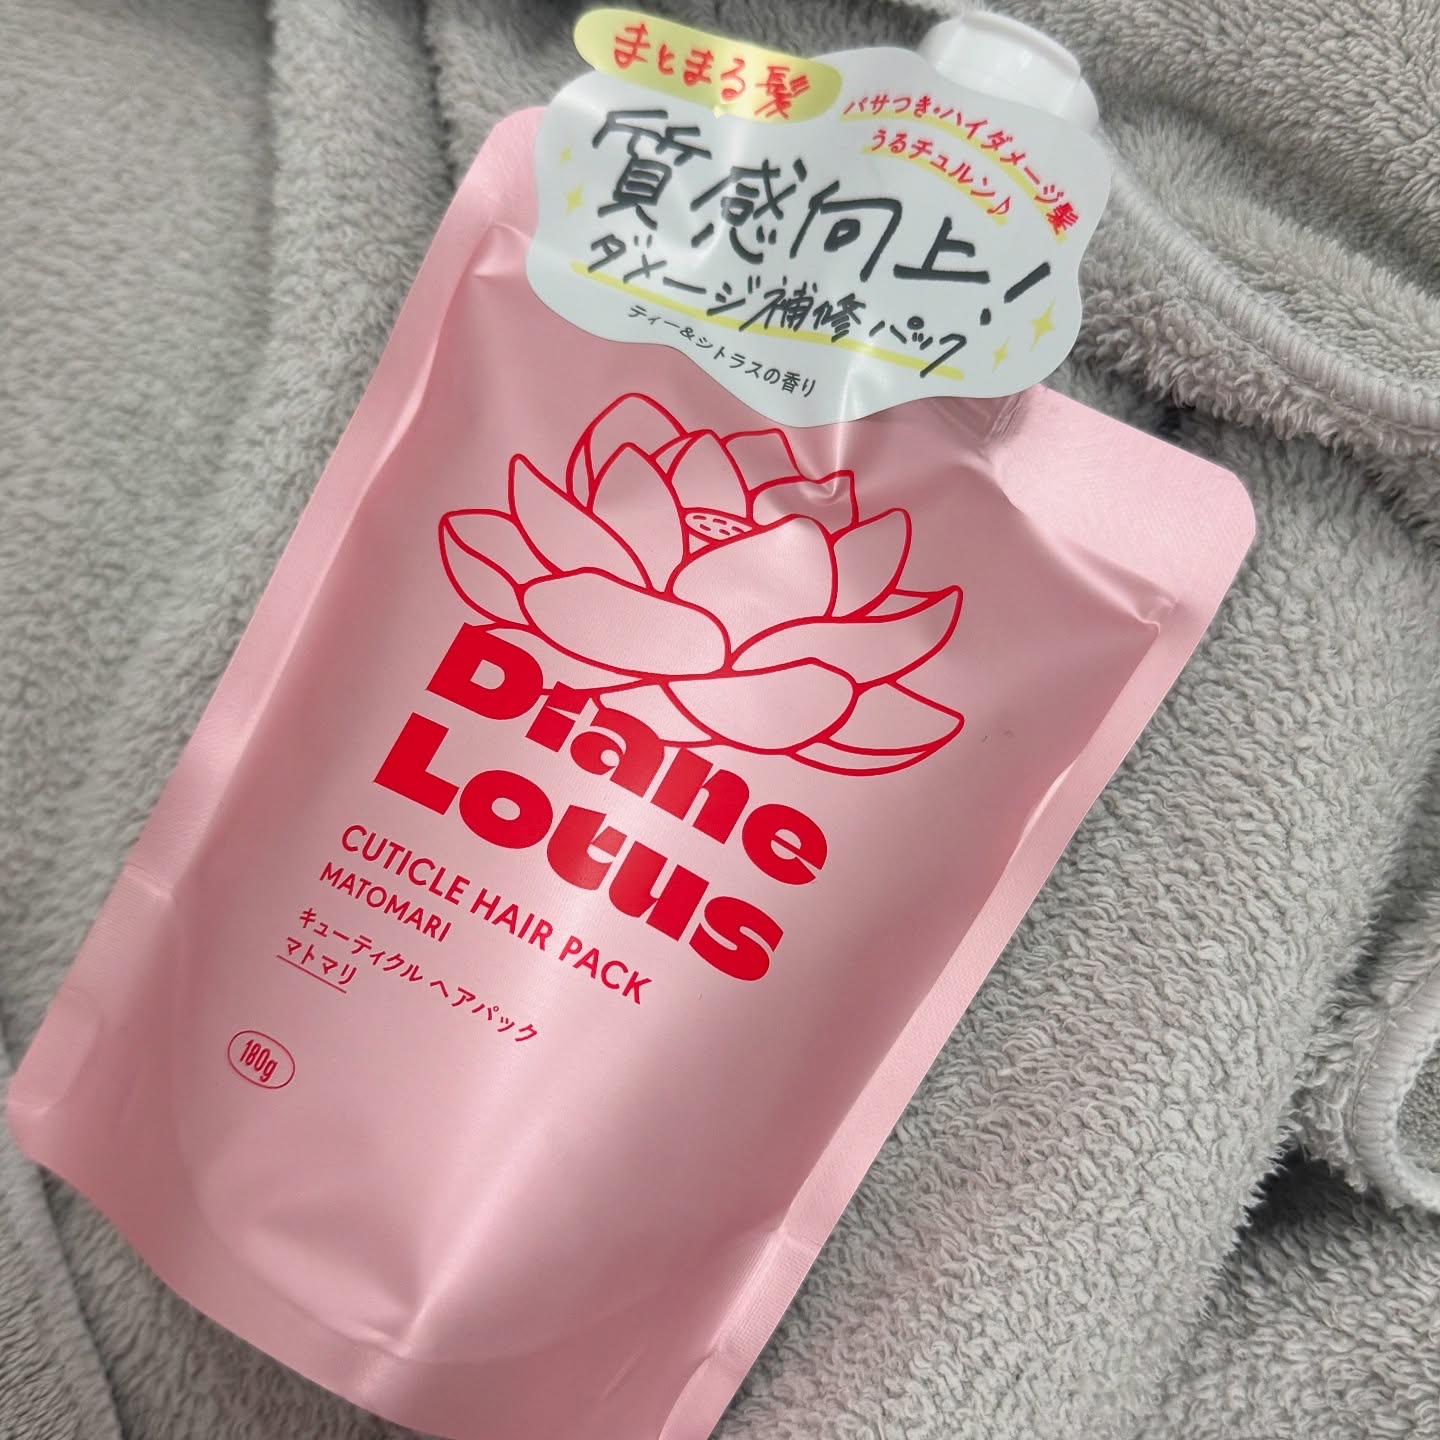 まとまる髪
パサつき・ハイダメージ髪
うるチュルン♪
質感向上!
ダメージ補修パック
ティー&シトラスの香り
Diane
Lotus
CUTICLE HAIR PACK
MATOMARI
キューティクル ヘアパック
マトマリ
180g